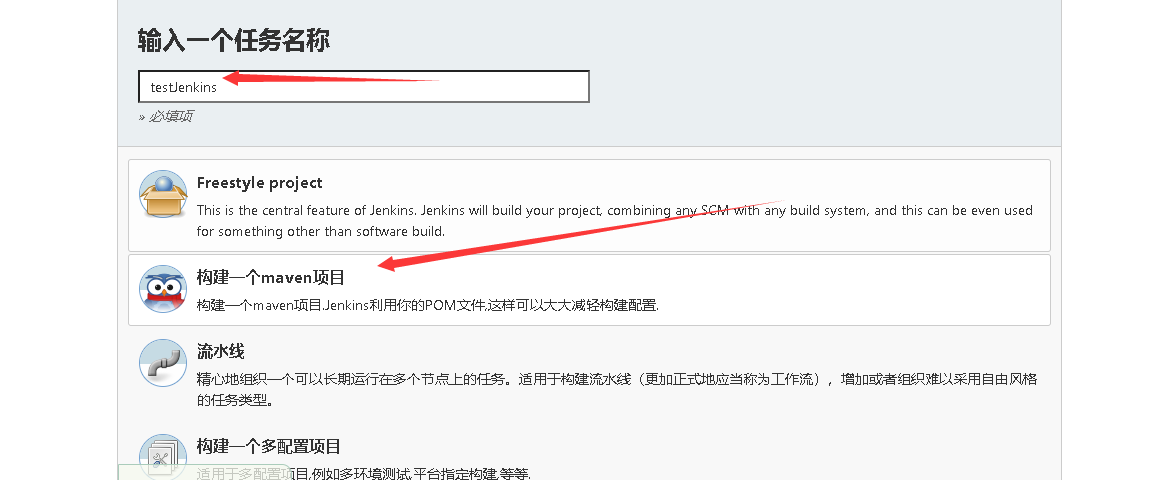 输入一个任务名称
testJenkins
» 必填项
Freestyle project
This is the central feature of Jenkins. Jenkins will build your project, combining any SCM with any build system, and this can be even used
for something other than software build.
构建一个maven项目
构建一个maven项目.Jenkins利用你的POM文件,这样可以大大减轻构建配置.
流水线
精心地组织一个可以长期运行在多个节点上的任务。适用于构建流水线（更加正式地应当称为工作流），增加或者组织难以采用自由风格
的任务类型。
构建一个多配置项目
适用于多配置项目,例如多环境测试,平台指定构建,等等.